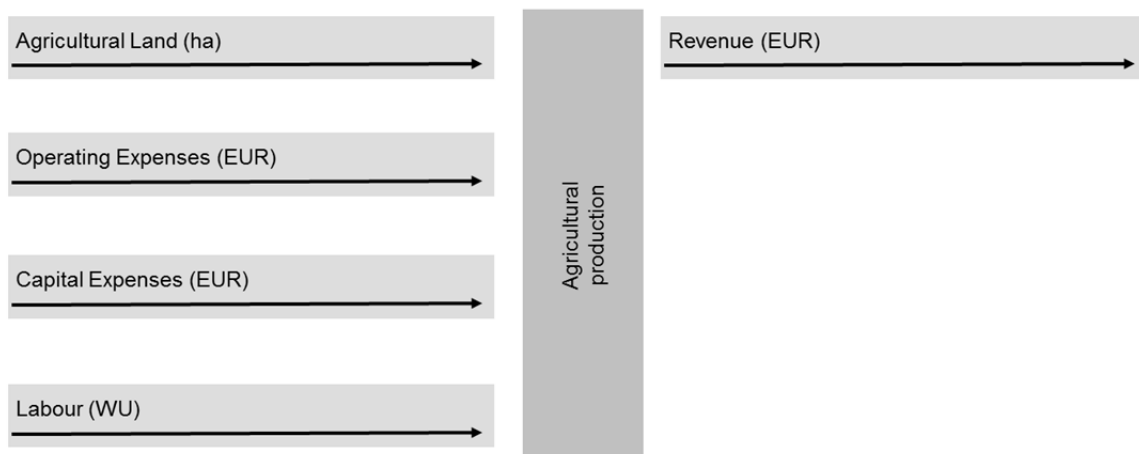 Agricultural Land (ha)
Operating Expenses (EUR)
Capital Expenses (EUR)
Labour (WU)
Agricultural
production
Revenue (EUR)